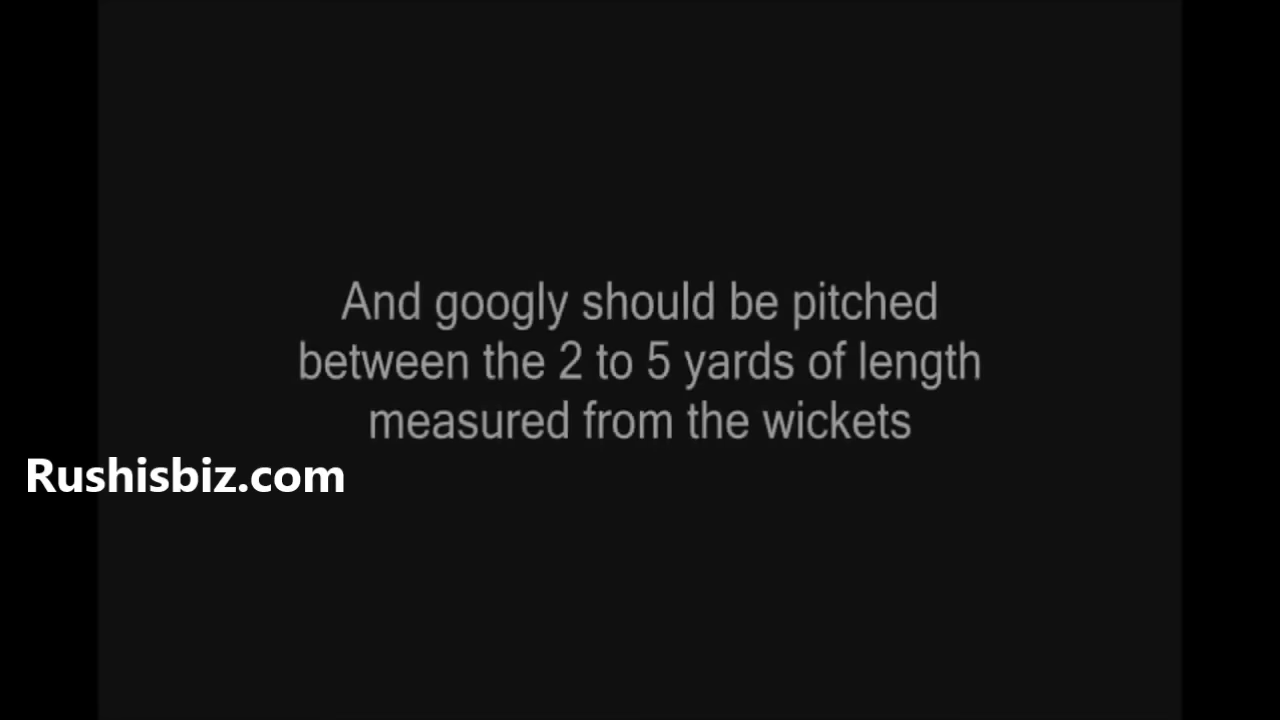 And googly should be pitched
between the 2 to 5 yards of length
measured from the wickets
Rushisbiz.com